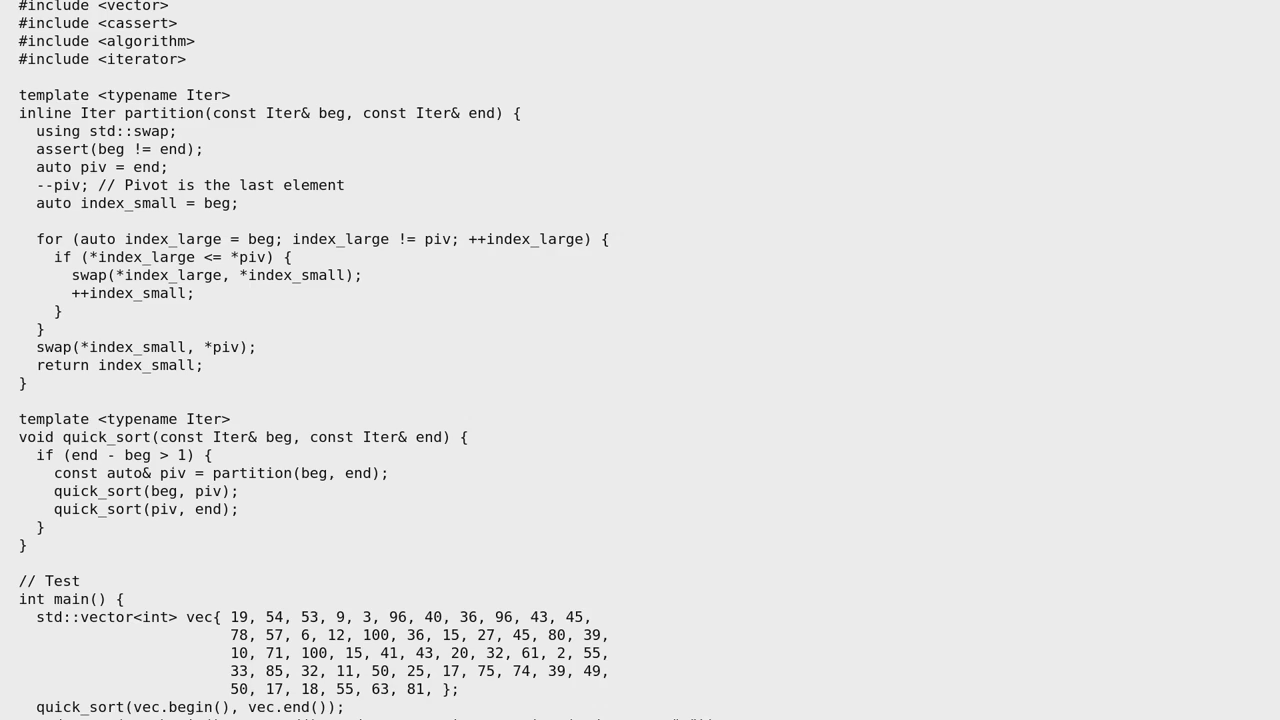 #include <vector>
#include <cassert>
#include <algorithm>
#include <iterator>

template <typename Iter>
inline Iter partition(const Iter& beg, const Iter& end) {
  using std::swap;
  assert(beg != end);
  auto piv = end;
  --piv; // Pivot is the last element
  auto index_small = beg;

  for (auto index_large = beg; index_large != piv; ++index_large) {
    if (*index_large <= *piv) {
      swap(*index_large, *index_small);
      ++index_small;
    }
  }
  swap(*index_small, *piv);
  return index_small;
}

template <typename Iter>
void quick_sort(const Iter& beg, const Iter& end) {
  if (end - beg > 1) {
    const auto& piv = partition(beg, end);
    quick_sort(beg, piv);
    quick_sort(piv, end);
  }
}

// Test
int main() {
  std::vector<int> vec{ 19, 54, 53, 9, 3, 96, 40, 36, 96, 43, 45,
                        78, 57, 6, 12, 100, 36, 15, 27, 45, 80, 39,
                        10, 71, 100, 15, 41, 43, 20, 32, 61, 2, 55,
                        33, 85, 32, 11, 50, 25, 17, 75, 74, 39, 49,
                        50, 17, 18, 55, 63, 81, };
  quick_sort(vec.begin(), vec.end());